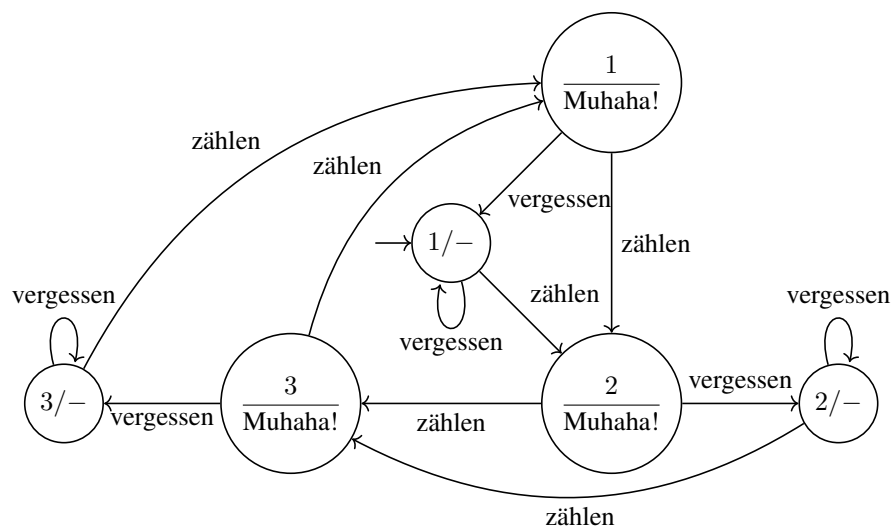 1
Muhaha!
zählen
zählen
vergessen
1/−
zählen
zählen
vergessen
vergessen
vergessen
3/−
vergessen
3
Muhaha!
zählen
2
Muhaha!
vergessen
2/−
zählen